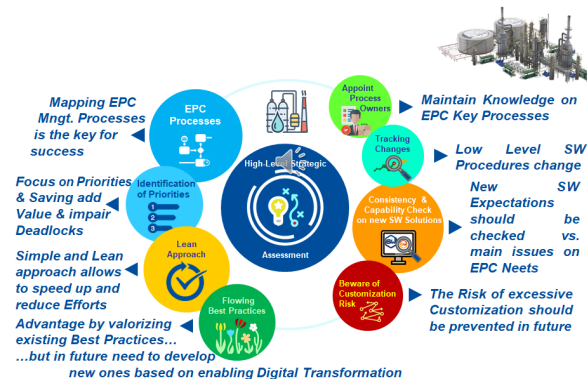 Mapping EPC
Mngt. Processes
is the key for
success
EPC
Processes
Focus on Priorities
& Saving add
Value & impair
Deadlocks
Identification
of Priorities
1
2
3
Simple and Lean
approach allows
to speed up and
reduce Efforts
Lean
Approach
Advantage by valorizing
existing Best Practices…
…but in future need to develop
new ones based on enabling Digital Transformation
Flowing
Best Practices
High-Level Strategic
Assessment
Appoint
Process
Owners
Maintain Knowledge on
EPC Key Processes
Tracking
Changes
Low Level SW
Procedures change
Consistency &
Capability Check
on new SW Solutions
New SW
Expectations
should be
checked vs.
main issues on
EPC Neets
Beware of
Customization
Risk
The Risk of excessive
Customization should
be prevented in future